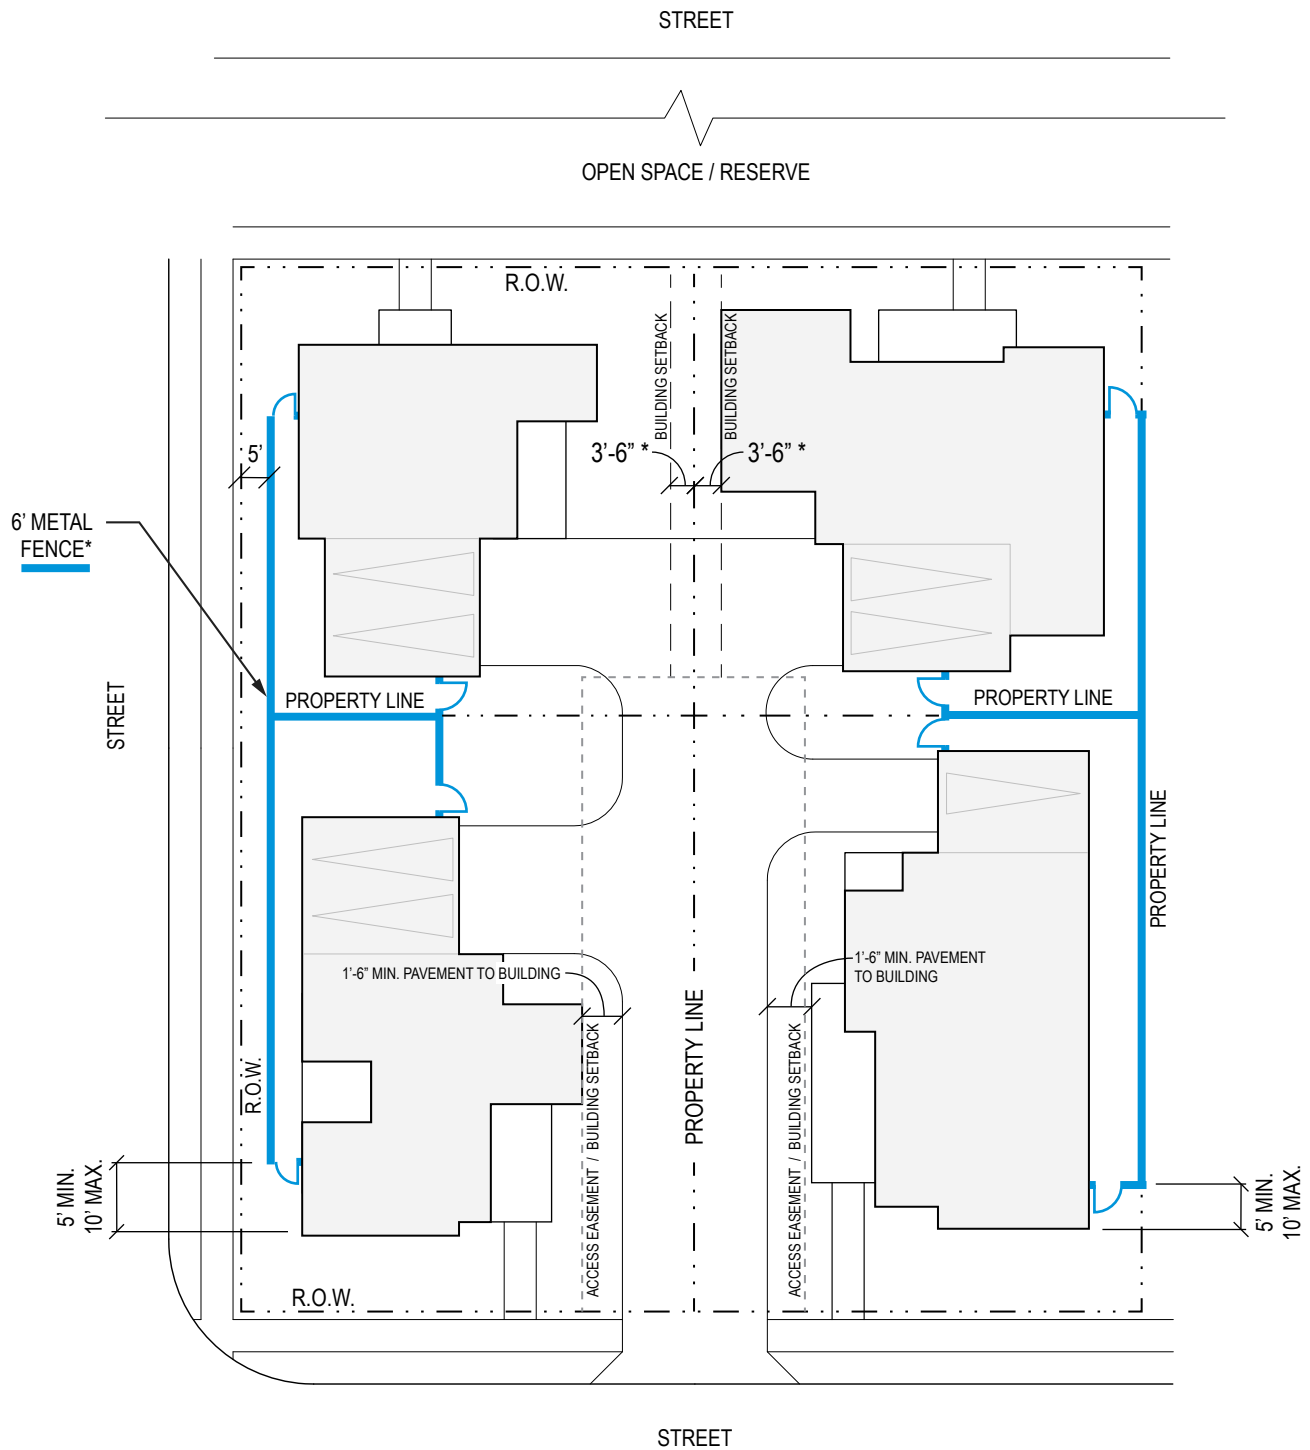 STREET
OPEN SPACE / RESERVE
R.O.W.
BUILDING SETBACK
BUILDING SETBACK
5’
3’-6” *
3’-6” *
6’ METAL
FENCE*
STREET
PROPERTY LINE
PROPERTY LINE
PROPERTY LINE
1’-6” MIN. PAVEMENT TO BUILDING
1’-6” MIN. PAVEMENT
TO BUILDING
PROPERTY LINE
R.O.W.
ACCESS EASEMENT / BUILDING SETBACK
ACCESS EASEMENT / BUILDING SETBACK
5’ MIN.
10’ MAX.
5’ MIN.
10’ MAX.
R.O.W.
STREET